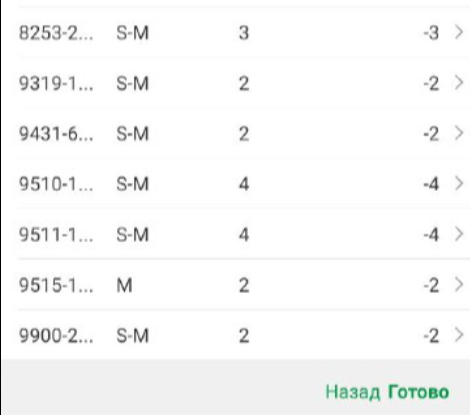 8253-2... S-M 3 -3 >
9319-1... S-M 2 -2 >
9431-6... S-M 2 -2 >
9510-1... S-M 4 -4 >
9511-1... S-M 4 -4 >
9515-1... M 2 -2 >
9900-2... S-M 2 -2 >
Назад Готово